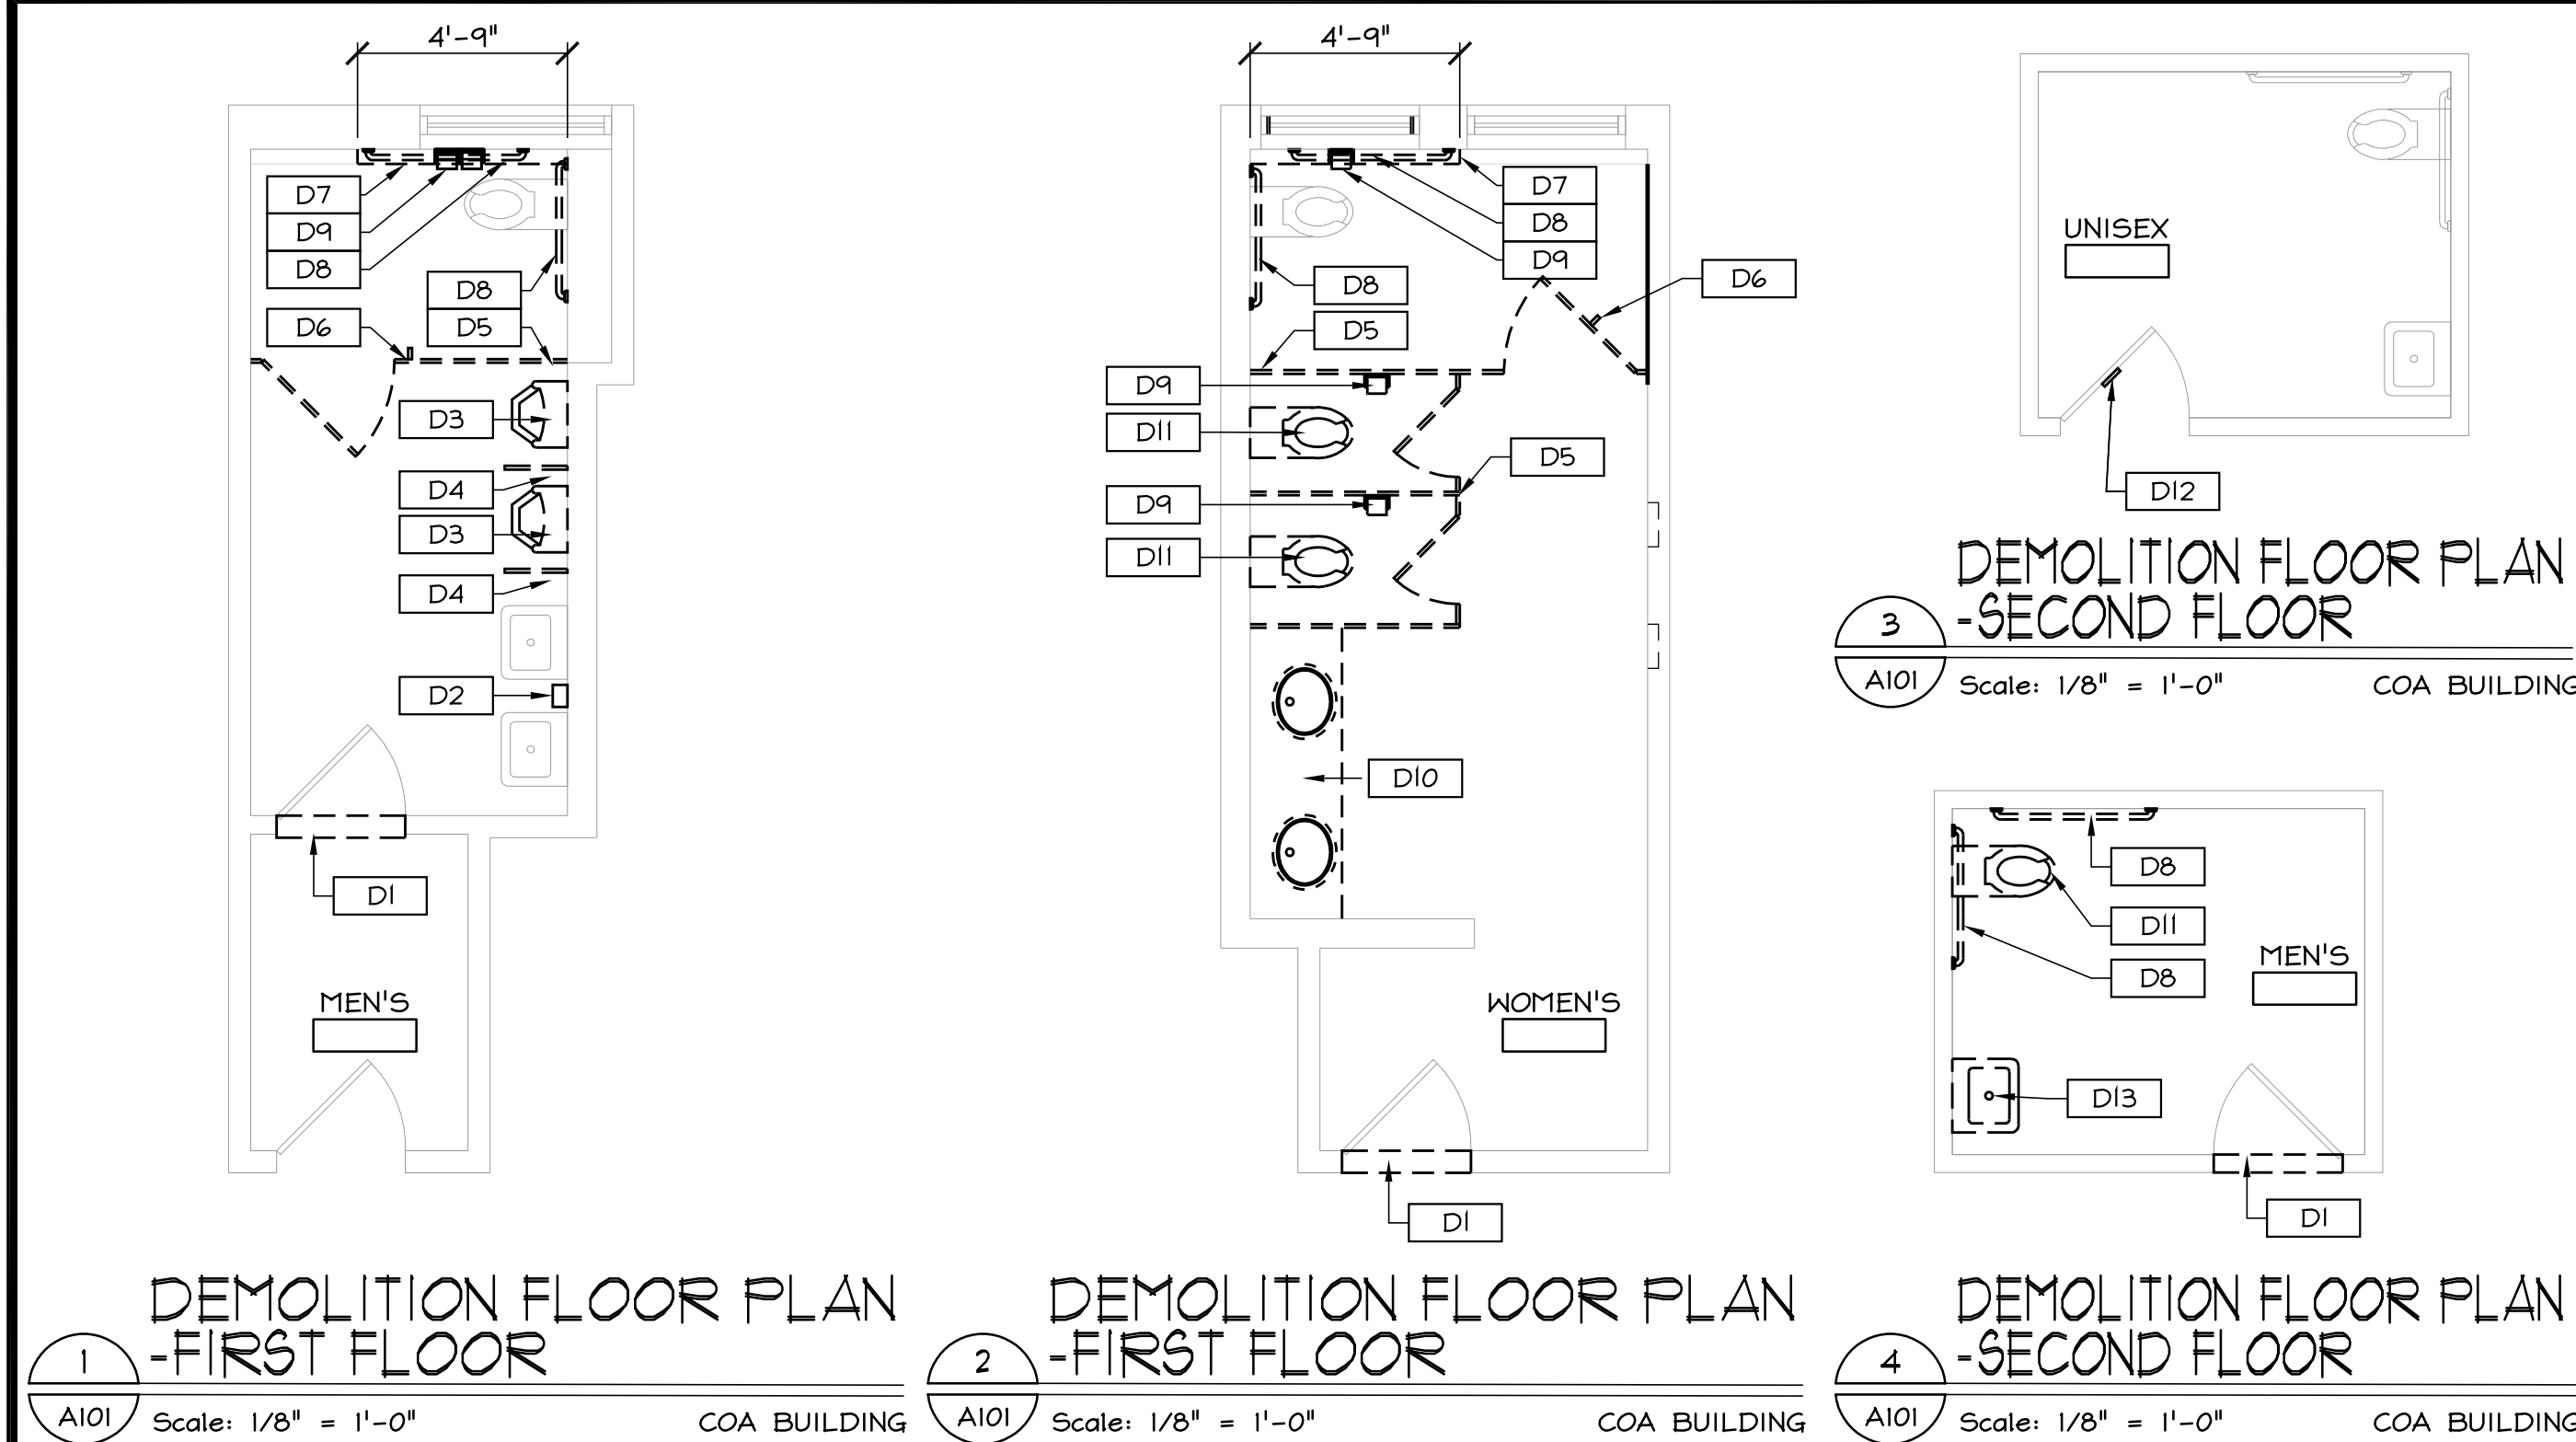 4'-9"
D7
D9
D8
D8
D6
D5
D3
D4
D3
D4
D2
D1
MEN'S
DEMOLITION FLOOR PLAN
-FIRST FLOOR
1
A101
Scale: 1/8" = 1'-0"
COA BUILDING
4'-9"
D7
D8
D9
D6
D8
D5
D9
D11
D5
D9
D11
D10
WOMEN'S
D1
DEMOLITION FLOOR PLAN
-FIRST FLOOR
2
A101
Scale: 1/8" = 1'-0"
COA BUILDING
UNISEX
D12
DEMOLITION FLOOR PLAN
-SECOND FLOOR
3
A101
Scale: 1/8" = 1'-0"
COA BUILDING
D8
D11
MEN'S
D8
D13
D1
DEMOLITION FLOOR PLAN
-SECOND FLOOR
4
A101
Scale: 1/8" = 1'-0"
COA BUILDING